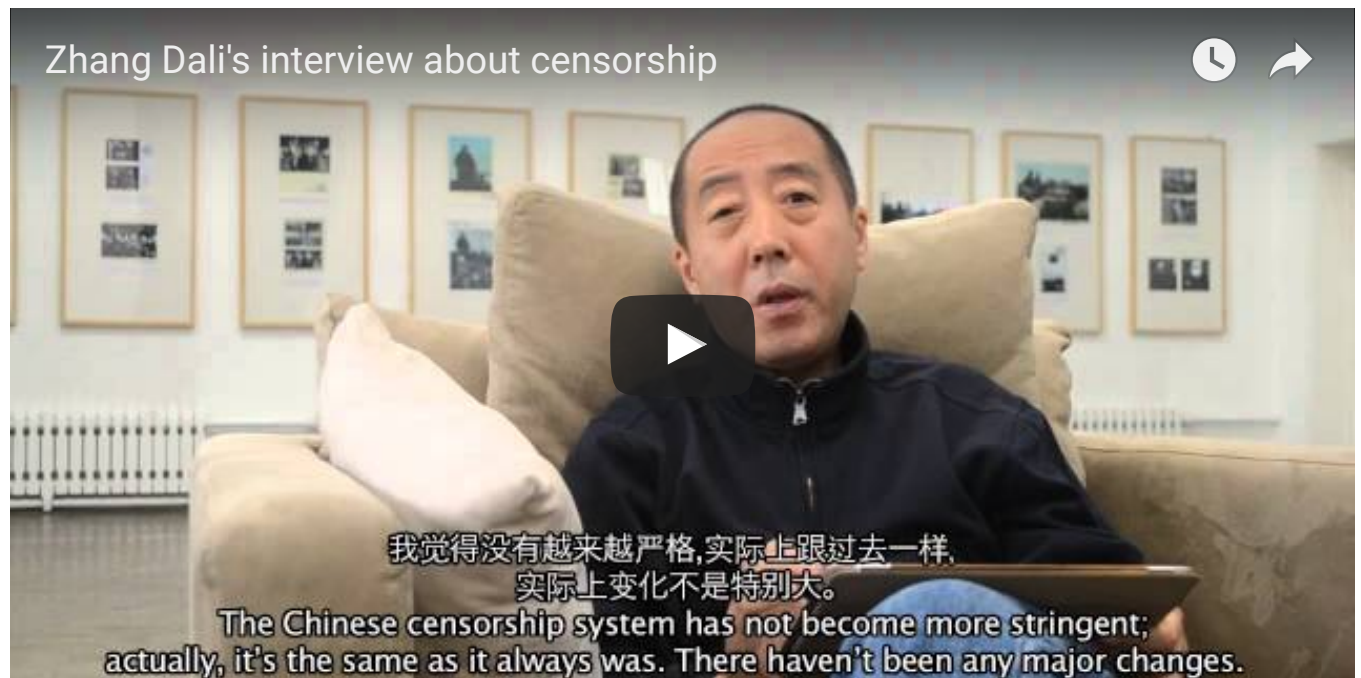 Zhang Dali's interview about censorship
我觉得没有越来越严格,实际上跟过去一样,
实际上变化不是特别大。
The Chinese censorship system has not become more stringent;
actually, it's the same as it always was. There haven't been any major changes.